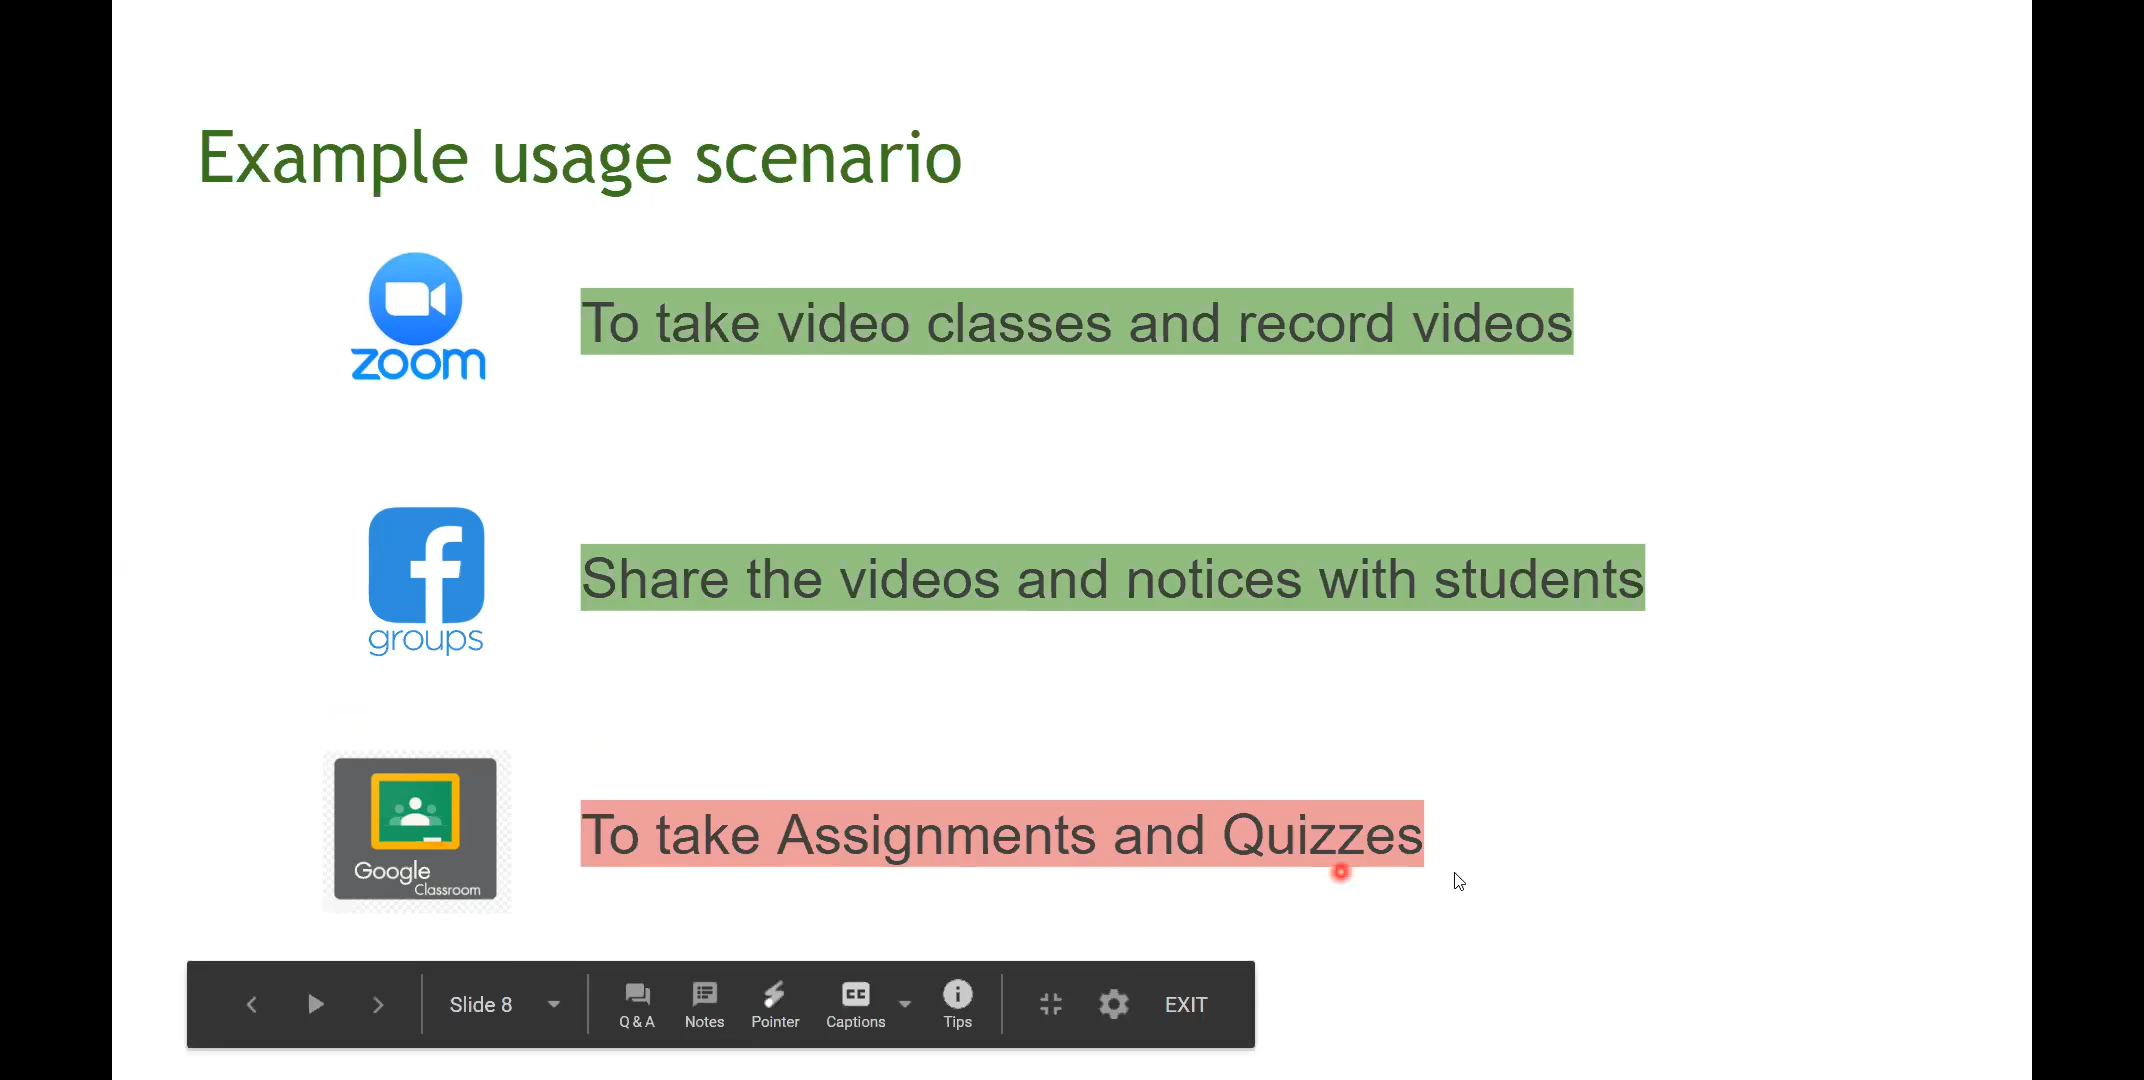 Example usage scenario
zoom
To take video classes and record videos
f
groups
Share the videos and notices with students
Google
Classroom
To take Assignments and Quizzes
Slide 8
Q & A
Notes
Pointer
CC
Captions
Tips
EXIT